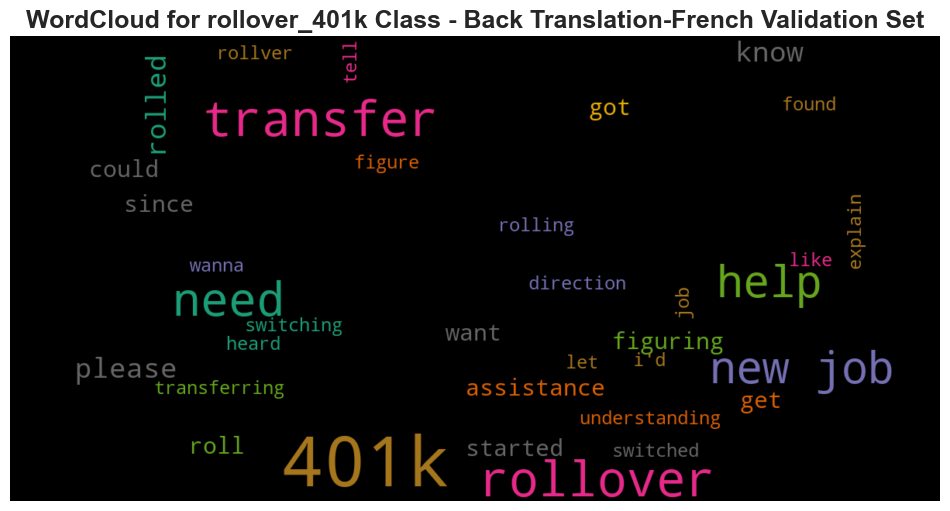 WordCloud for rollover_401k Class - Back Translation-French Validation Set
rollver
tell
know
rolled
transfer
got
found
could
figure
since
rolling
explain
wanna
like
need
direction
help
switching
job
heard
want
figuring
please
let
i'd
new job
transferring
assistance
get
understanding
roll
401k
started
switched
rollover